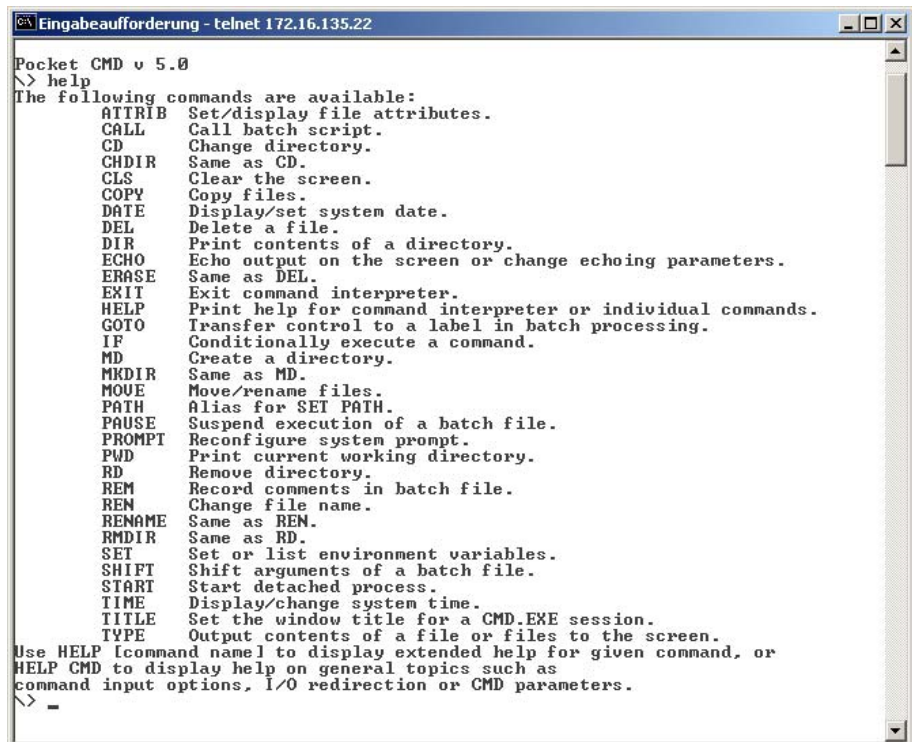 Eingabeaufforderung - telnet 172.16.135.22
Pocket CMD v 5.0
\> help
The following commands are available:
ATTRIB Set/display file attributes.
CALL Call batch script.
CD Change directory.
CHDIR Same as CD.
CLS Clear the screen.
COPY Copy files.
DATE Display/set system date.
DEL Delete a file.
DIR Print contents of a directory.
ECHO Echo output on the screen or change echoing parameters.
ERASE Same as DEL.
EXIT Exit command interpreter.
HELP Print help for command interpreter or individual commands.
GOTO Transfer control to a label in batch processing.
IF Conditionally execute a command.
MD Create a directory.
MKDIR Same as MD.
MOVE Move/rename files.
PATH Alias for SET PATH.
PAUSE Suspend execution of a batch file.
PROMPT Reconfigure system prompt.
PWD Print current working directory.
RD Remove directory.
REM Record comments in batch file.
REN Change file name.
RENAME Same as REN.
RMDIR Same as RD.
SET Set or list environment variables.
SHIFT Shift arguments of a batch file.
START Start detached process.
TIME Display/change system time.
TITLE Set the window title for a CMD.EXE session.
TYPE Output contents of a file or files to the screen.
Use HELP [command name] to display extended help for given command, or
HELP CMD to display help on general topics such as
command input options, I/O redirection or CMD parameters.
\> _